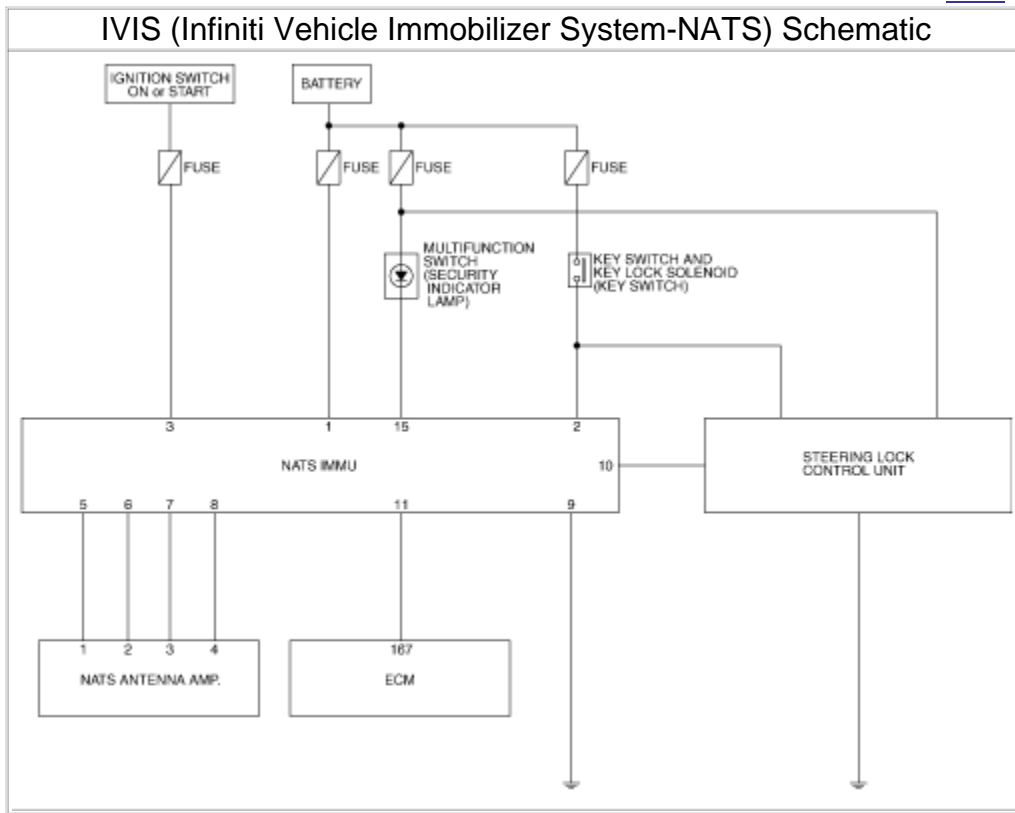 IVIS (Infiniti Vehicle Immobilizer System-NATS) Schematic
IGNITION SWITCH
ON or START
BATTERY
FUSE
FUSE
FUSE
FUSE
MULTIFUNCTION
SWITCH
(SECURITY
INDICATOR
LAMP)
KEY SWITCH AND
KEY LOCK SOLENOID
(KEY SWITCH)
3
1
15
2
NATS IMMU
10
STEERING LOCK
CONTROL UNIT
5
6
7
8
11
9
1
2
3
4
167
NATS ANTENNA AMP.
ECM